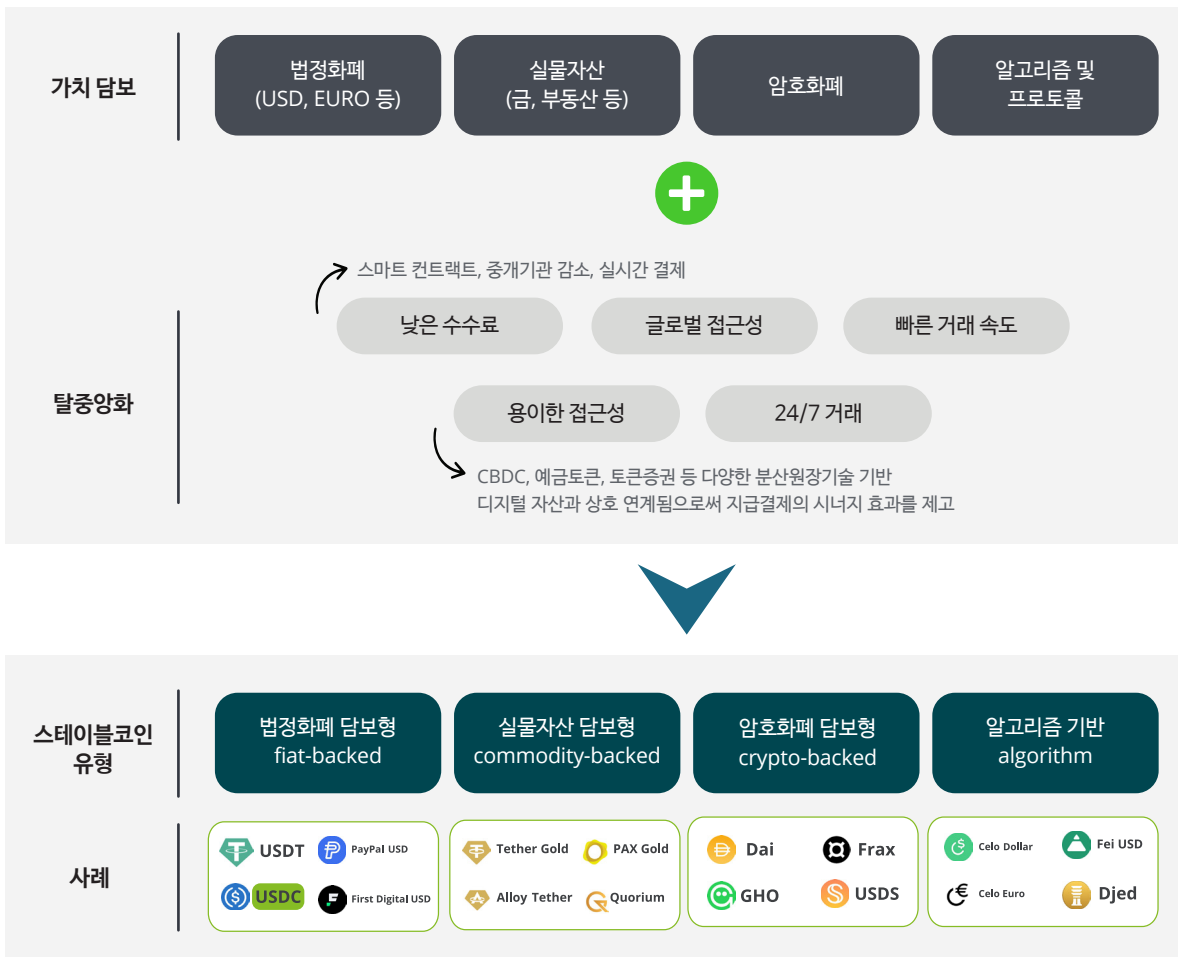 가치 담보
법정화폐
(USD, EURO 등)
실물자산
(금, 부동산 등)
암호화폐
알고리즘 및
프로토콜
스마트 컨트랙트, 중개기관 감소, 실시간 결제
낮은 수수료
글로벌 접근성
빠른 거래 속도
탈중앙화
용이한 접근성
24/7 거래
CBDC, 예금토큰, 토큰증권 등 다양한 분산원장기술 기반
디지털 자산과 상호 연계됨으로써 지급결제의 시너지 효과를 제고
스테이블코인
유형
법정화폐 담보형
fiat-backed
실물자산 담보형
commodity-backed
암호화폐 담보형
crypto-backed
알고리즘 기반
algorithm
사례
USDT
PayPal USD
USDC
First Digital USD
Tether Gold
PAX Gold
Alloy Tether
Quorium
Dai
Frax
GHO
USDS
Celo Dollar
Fei USD
Celo Euro
Djed